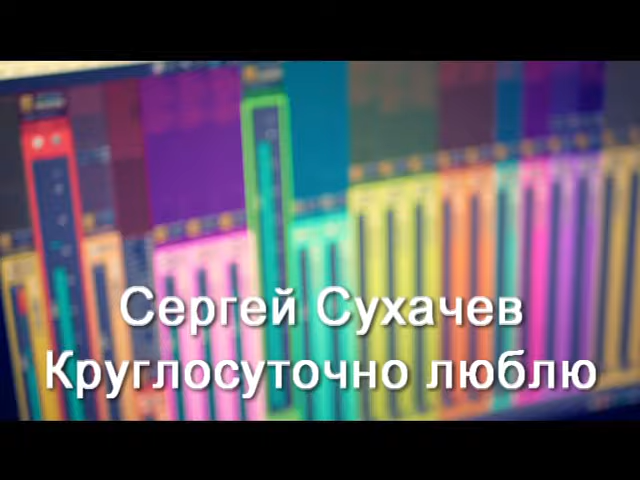 Сергей Сухачев
Круглосуточно люблю